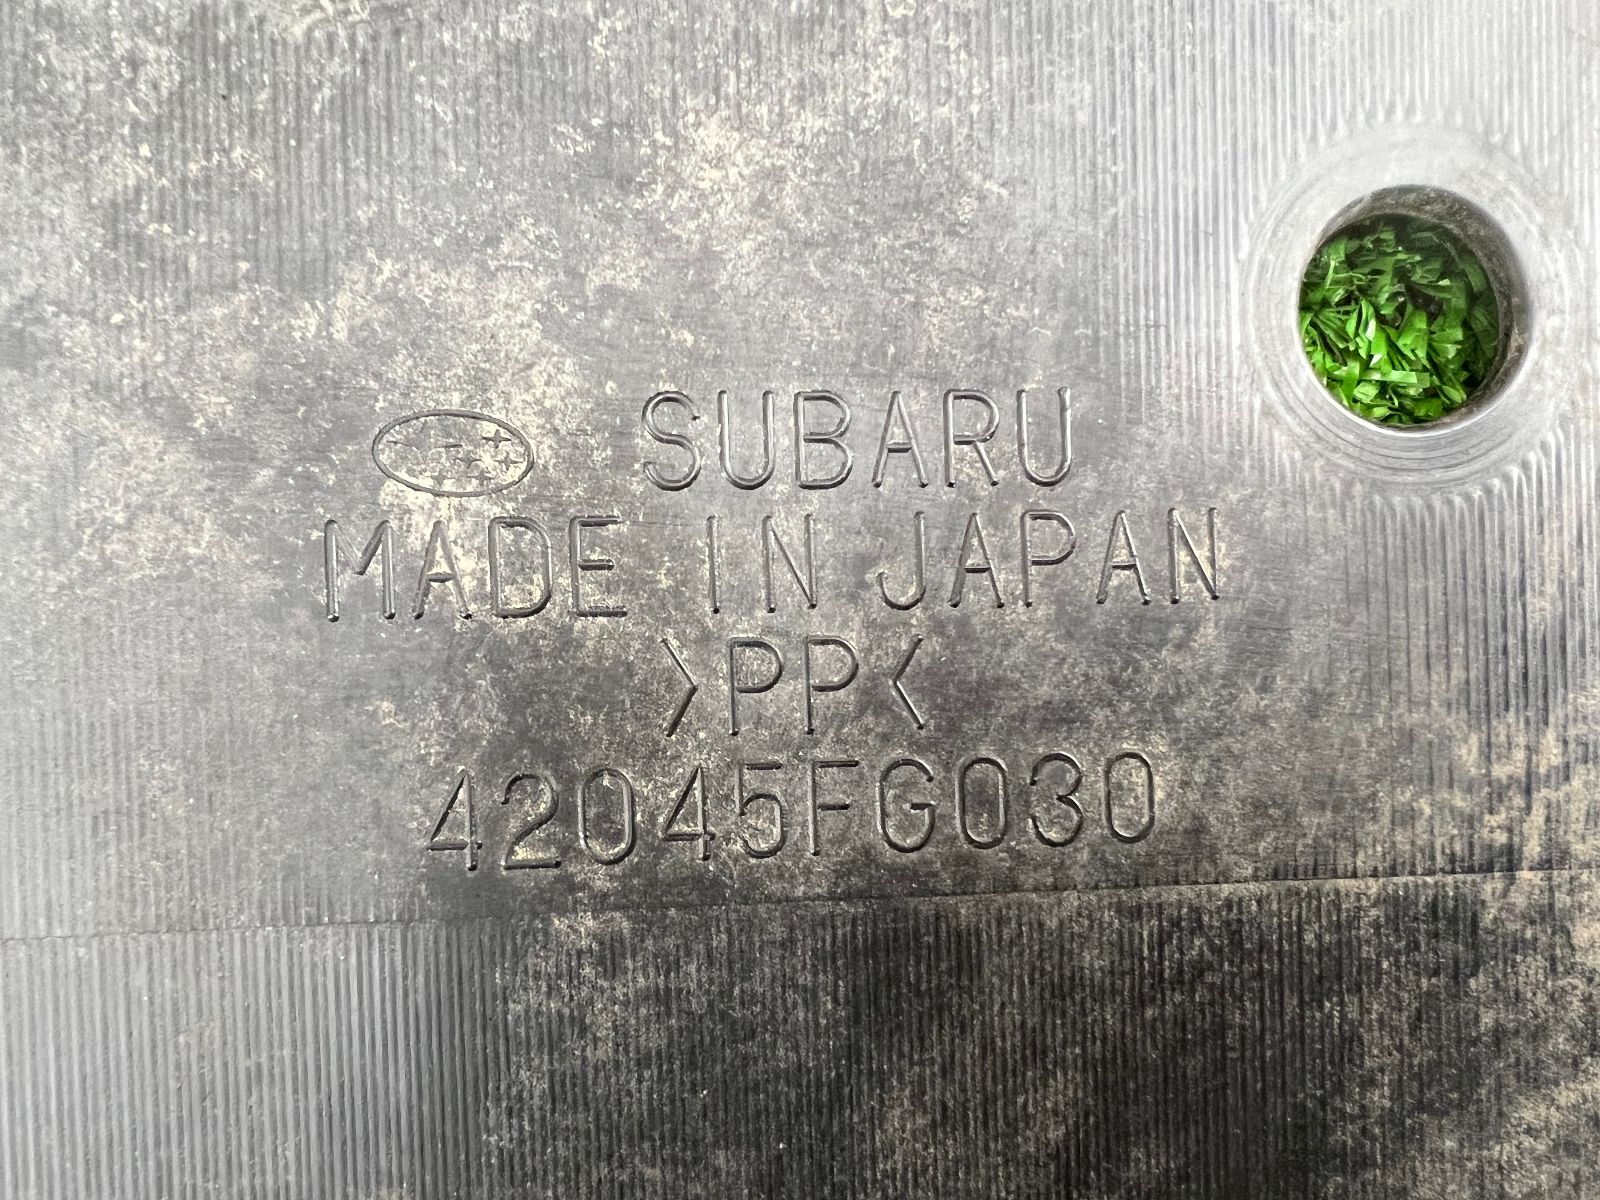 SUBARU
MADE IN JAPAN
>PP<
42045FG030